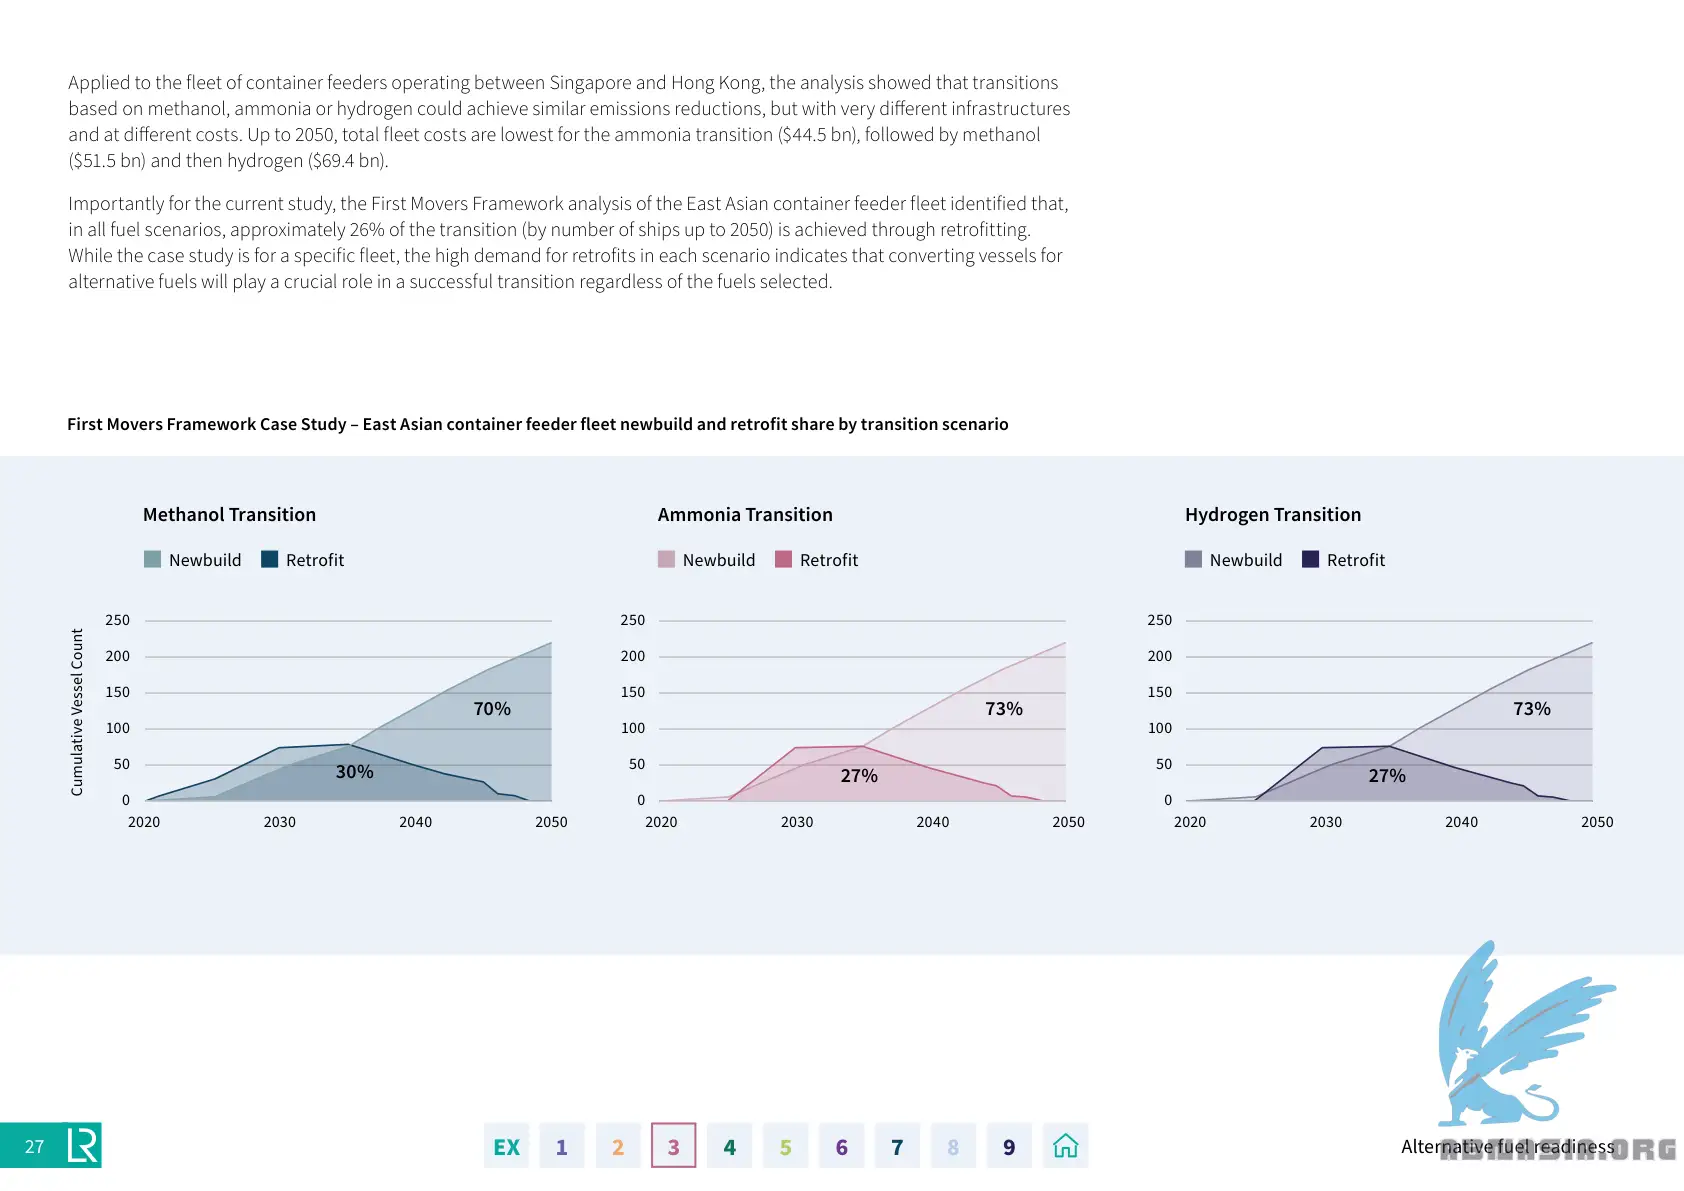 Applied to the fleet of container feeders operating between Singapore and Hong Kong, the analysis showed that transitions
based on methanol, ammonia or hydrogen could achieve similar emissions reductions, but with very different infrastructures
and at different costs. Up to 2050, total fleet costs are lowest for the ammonia transition ($44.5 bn), followed by methanol
($51.5 bn) and then hydrogen ($69.4 bn).
Importantly for the current study, the First Movers Framework analysis of the East Asian container feeder fleet identified that,
in all fuel scenarios, approximately 26% of the transition (by number of ships up to 2050) is achieved through retrofitting.
While the case study is for a specific fleet, the high demand for retrofits in each scenario indicates that converting vessels for
alternative fuels will play a crucial role in a successful transition regardless of the fuels selected.
First Movers Framework Case Study – East Asian container feeder fleet newbuild and retrofit share by transition scenario
Methanol Transition
Newbuild Retrofit
Cumulative Vessel Count
250
200
150
100
50
0
70%
30%
2020 2030 2040 2050
Ammonia Transition
Newbuild Retrofit
250
200
150
100
50
0
73%
27%
2020 2030 2040 2050
Hydrogen Transition
Newbuild Retrofit
250
200
150
100
50
0
73%
27%
2020 2030 2040 2050
27 LR
EX 1 2 3 4 5 6 7 8 9
Alternative fuel readiness
ABINASIA.ORG